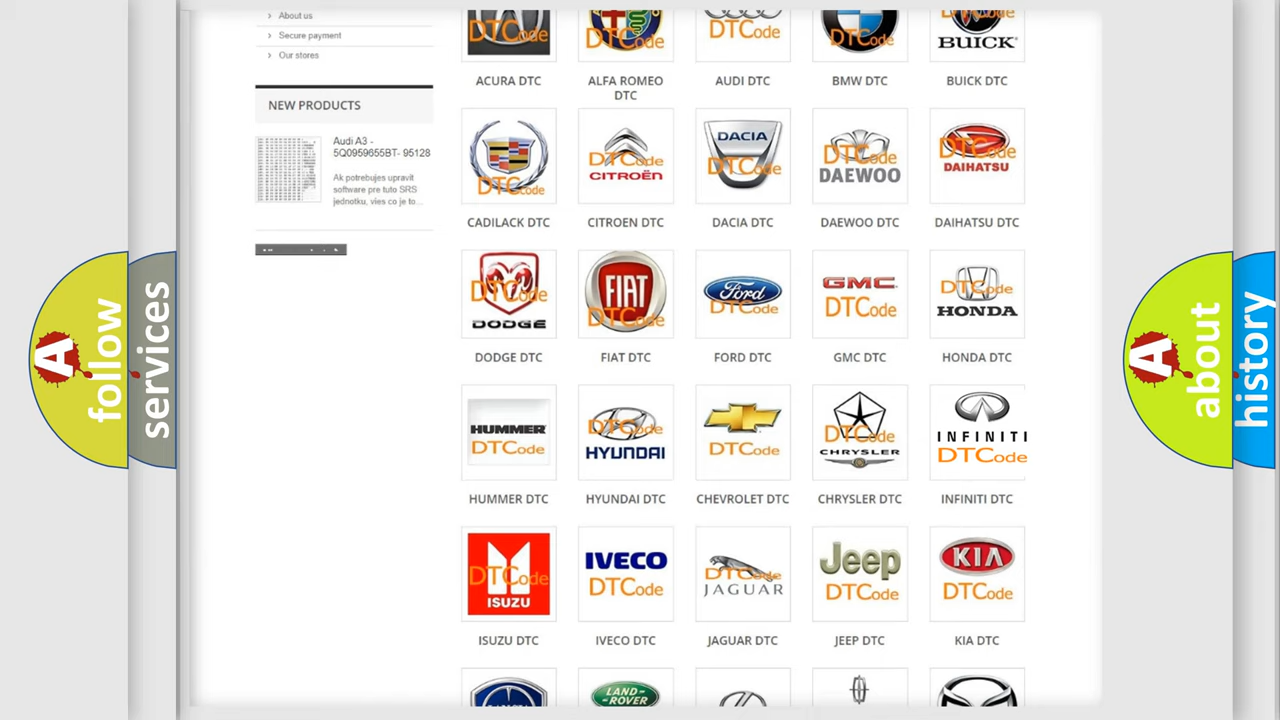 About us
Secure payment
Our stores
NEW PRODUCTS
Audi A3 -
5Q0959655BT- 95128
Ak potrebujes upravit
software pre tuto SRS
jednotku, vies co je to...
DTCode
DTCode
DTCode
DTCode
DTCode
BUICK
ACURA DTC
ALFA ROMEO
DTC
AUDI DTC
BMW DTC
BUICK DTC
DTCode
DTCode
CITROËN
DACIA
DTCode
DTCode
DAEWOO
DTCode
DAIHATSU
CADILACK DTC
CITROEN DTC
DACIA DTC
DAEWOO DTC
DAIHATSU DTC
DTCode
DODGE
FIAT
DTCode
Ford
DTCode
GMC
DTCode
DTCode
HONDA
DODGE DTC
FIAT DTC
FORD DTC
GMC DTC
HONDA DTC
HUMMER
DTCode
DTCode
HYUNDAI
DTCode
DTCode
CHRYSLER
INFINITI
DTCode
HUMMER DTC
HYUNDAI DTC
CHEVROLET DTC
CHRYSLER DTC
INFINITI DTC
DTCode
ISUZU
IVECO
DTCode
DTCode
JAGUAR
Jeep
DTCode
KIA
DTCode
ISUZU DTC
IVECO DTC
JAGUAR DTC
JEEP DTC
KIA DTC
LAND-
ROVER
A
follow
services
A
about
history